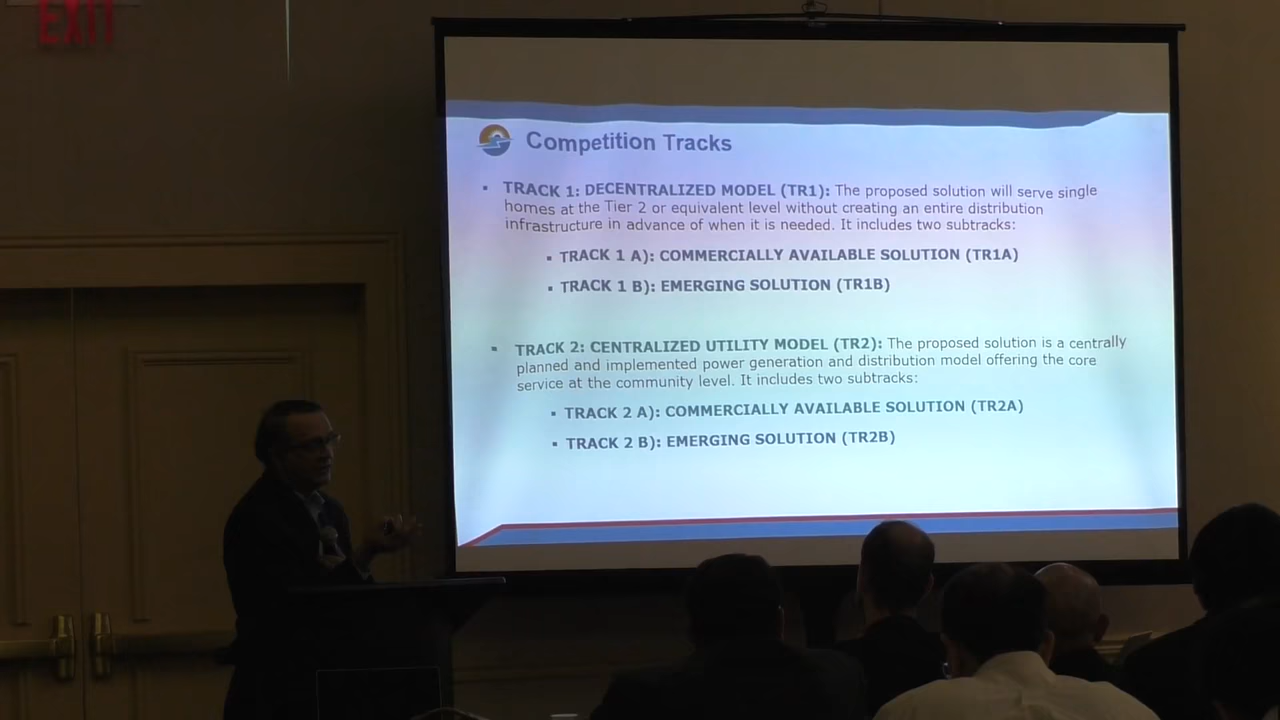 EXIT
Competition Tracks
▪ TRACK 1: DECENTRALIZED MODEL (TR1): The proposed solution will serve single
homes at the Tier 2 or equivalent level without creating an entire distribution
infrastructure in advance of when it is needed. It includes two subtracks:
▪ TRACK 1 A): COMMERCIALLY AVAILABLE SOLUTION (TR1A)
▪ TRACK 1 B): EMERGING SOLUTION (TR1B)
▪ TRACK 2: CENTRALIZED UTILITY MODEL (TR2): The proposed solution is a centrally
planned and implemented power generation and distribution model offering the core
service at the community level. It includes two subtracks:
▪ TRACK 2 A): COMMERCIALLY AVAILABLE SOLUTION (TR2A)
▪ TRACK 2 B): EMERGING SOLUTION (TR2B)